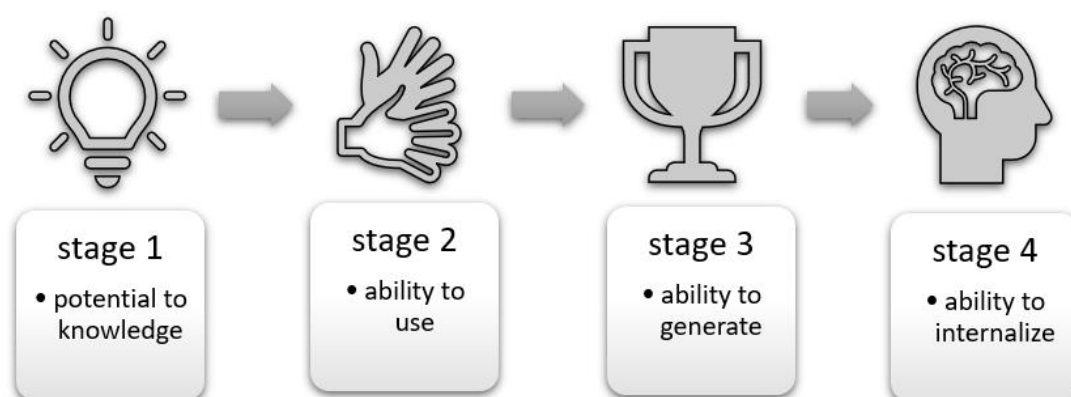 stage 1
• potential to
knowledge
stage 2
• ability to
use
stage 3
• ability to
generate
stage 4
• ability to
internalize